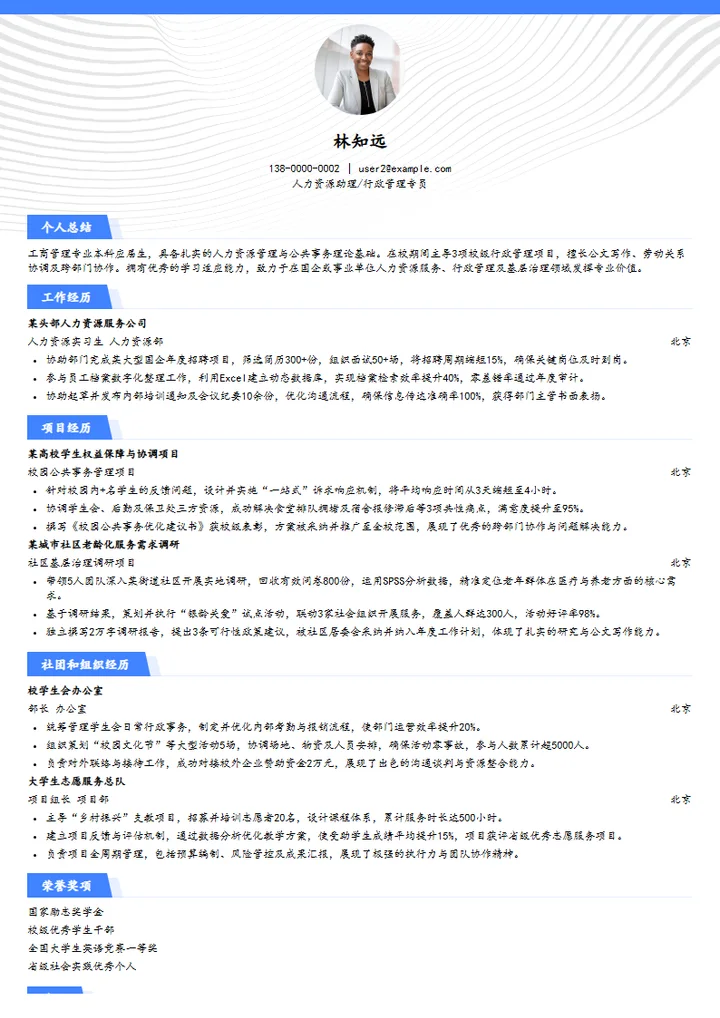 林知远
138-0000-0002 | user2@example.com
人力资源助理/行政管理专员
个人总结
工商管理专业本科应届生，具备扎实的人力资源管理与公共事务理论基础。在校期间主导3项校级行政管理项目，擅长公文写作、劳动关系
协调及跨部门协作。拥有优秀的学习适应能力，致力于在国企或事业单位人力资源服务、行政管理及基层治理领域发挥专业价值。
工作经历
某头部人力资源服务公司
人力资源实习生 人力资源部 北京
• 协助部门完成某大型国企年度招聘项目，筛选简历300+份，组织面试50+场，将招聘周期缩短15%，确保关键岗位及时到岗。
• 参与员工档案数字化整理工作，利用Excel建立动态数据库，实现档案检索效率提升40%，零差错率通过年度审计。
• 协助起草并发布内部培训通知及会议纪要10余份，优化沟通流程，确保信息传达准确率100%，获得部门主管书面表扬。
项目经历
某高校学生权益保障与协调项目
校园公共事务管理项目 北京
• 针对校园内+名学生的反馈问题，设计并实施“一站式”诉求响应机制，将平均响应时间从3天缩短至4小时。
• 协调学生会、后勤及保卫处三方资源，成功解决食堂排队拥堵及宿舍报修滞后等3项共性痛点，满意度提升至95%。
• 撰写《校园公共事务优化建议书》获校级表彰，方案被采纳并推广至全校范围，展现了优秀的跨部门协作与问题解决能力。
某城市社区老龄化服务需求调研
社区基层治理调研项目 北京
• 带领5人团队深入某街道社区开展实地调研，回收有效问卷800份，运用SPSS分析数据，精准定位老年群体在医疗与养老方面的核心需
求。
• 基于调研结果，策划并执行“银龄关爱”试点活动，联动3家社会组织开展服务，覆盖人群达300人，活动好评率98%。
• 独立撰写2万字调研报告，提出3条可行性政策建议，被社区居委会采纳并纳入年度工作计划，体现了扎实的研究与公文写作能力。
社团和组织经历
校学生会办公室
部长 办公室 北京
• 统筹管理学生会日常行政事务，制定并优化内部考勤与报销流程，使部门运营效率提升20%。
• 组织策划“校园文化节”等大型活动5场，协调场地、物资及人员安排，确保活动零事故，参与人数累计超5000人。
• 负责对外联络与接待工作，成功对接校外企业赞助资金2万元，展现了出色的沟通谈判与资源整合能力。
大学生志愿服务总队
项目组长 项目部 北京
• 主导“乡村振兴”支教项目，招募并培训志愿者20名，设计课程体系，累计服务时长达500小时。
• 建立项目反馈与评估机制，通过数据分析优化教学方案，使受助学生成绩平均提升15%，项目获评省级优秀志愿服务项目。
• 负责项目全周期管理，包括预算编制、风险管控及成果汇报，展现了极强的执行力与团队协作精神。
荣誉奖项
国家励志奖学金
校级优秀学生干部
全国大学生英语竞赛一等奖
省级社会实践优秀个人